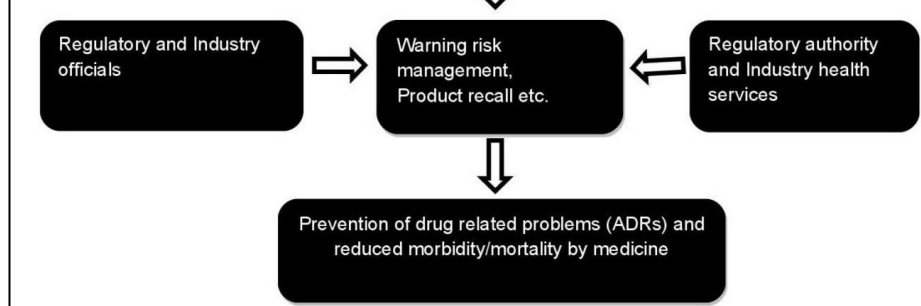 Regulatory and Industry
officials
Warning risk
management,
Product recall etc.
Regulatory authority
and Industry health
services
Prevention of drug related problems (ADRs) and
reduced morbidity/mortality by medicine